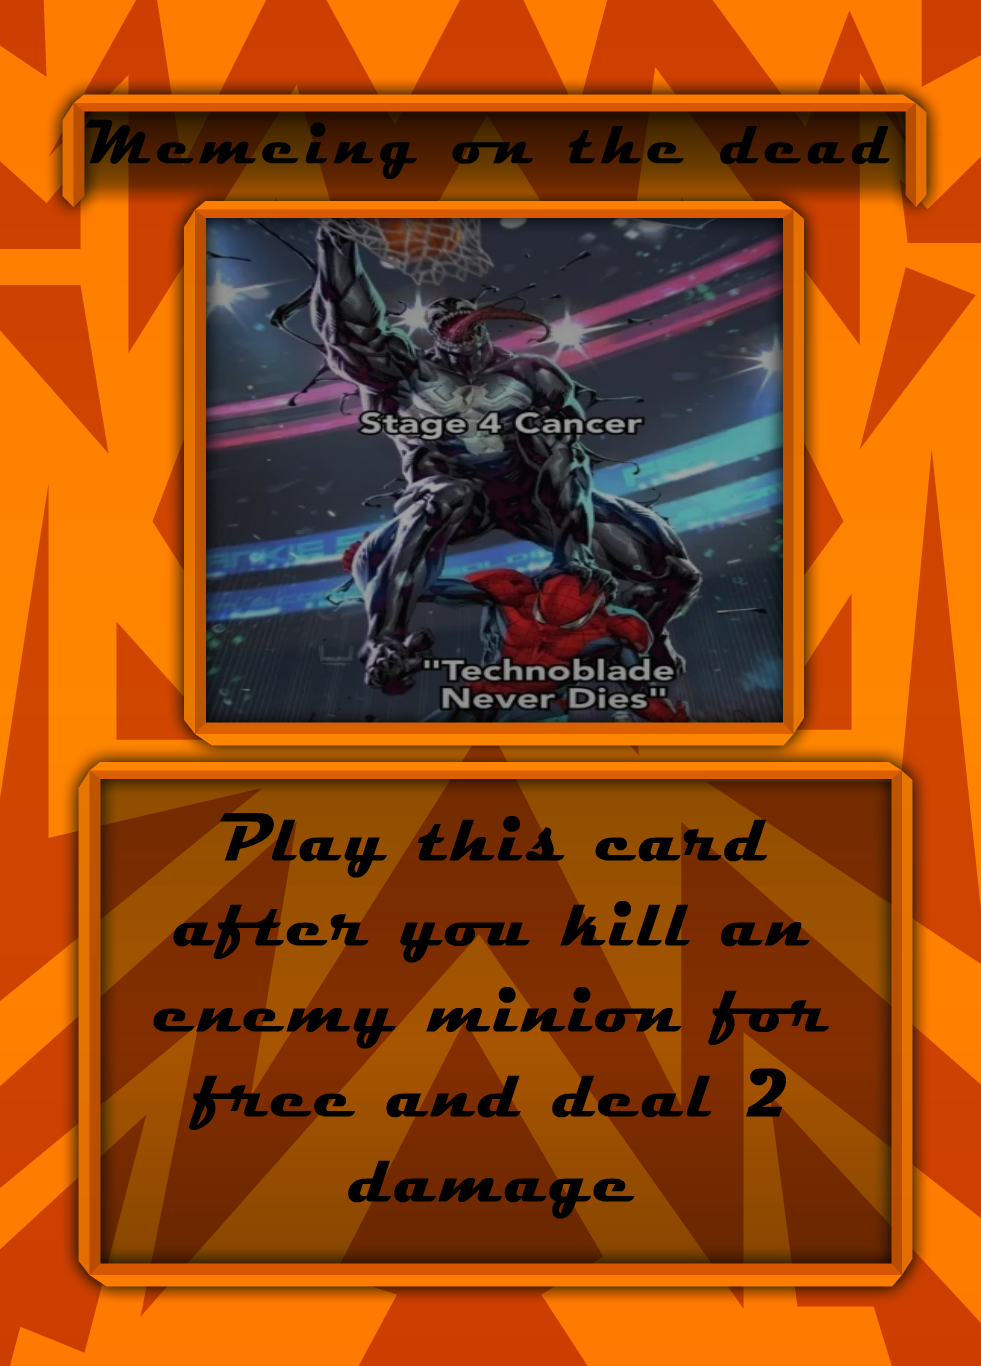 Memeing on the dead
Stage 4 Cancer
"Technoblade
Never Dies"
Play this card
after you kill an
enemy minion for
free and deal 2
damage